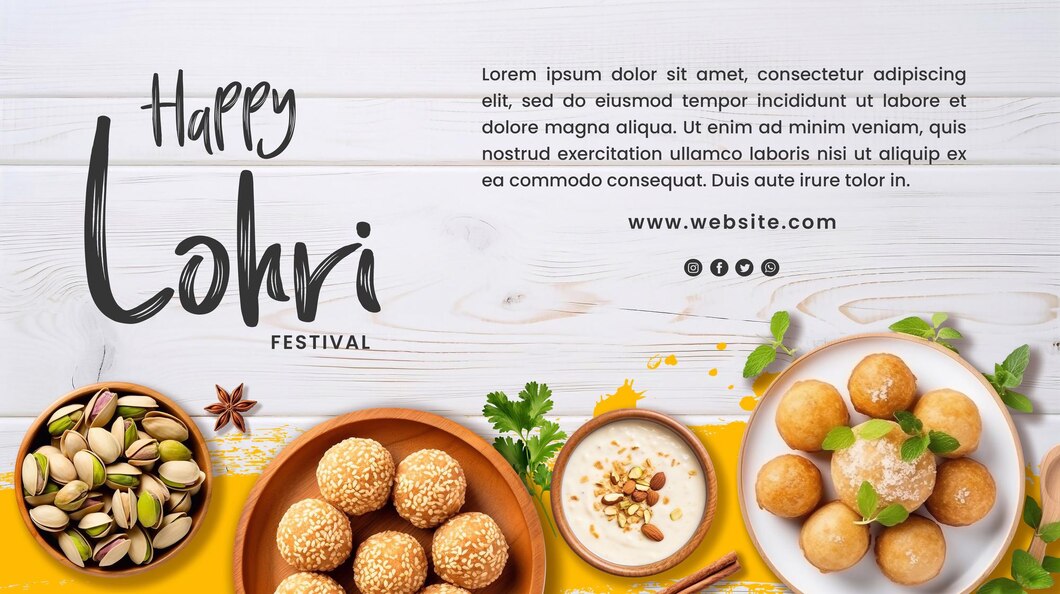 Happy
Lohri
FESTIVAL
Lorem ipsum dolor sit amet, consectetur adipiscing
elit, sed do eiusmod tempor incididunt ut labore et
dolore magna aliqua. Ut enim ad minim veniam, quis
nostrud exercitation ullamco laboris nisi ut aliquip ex
ea commodo consequat. Duis aute irure tolor in.
www.website.com